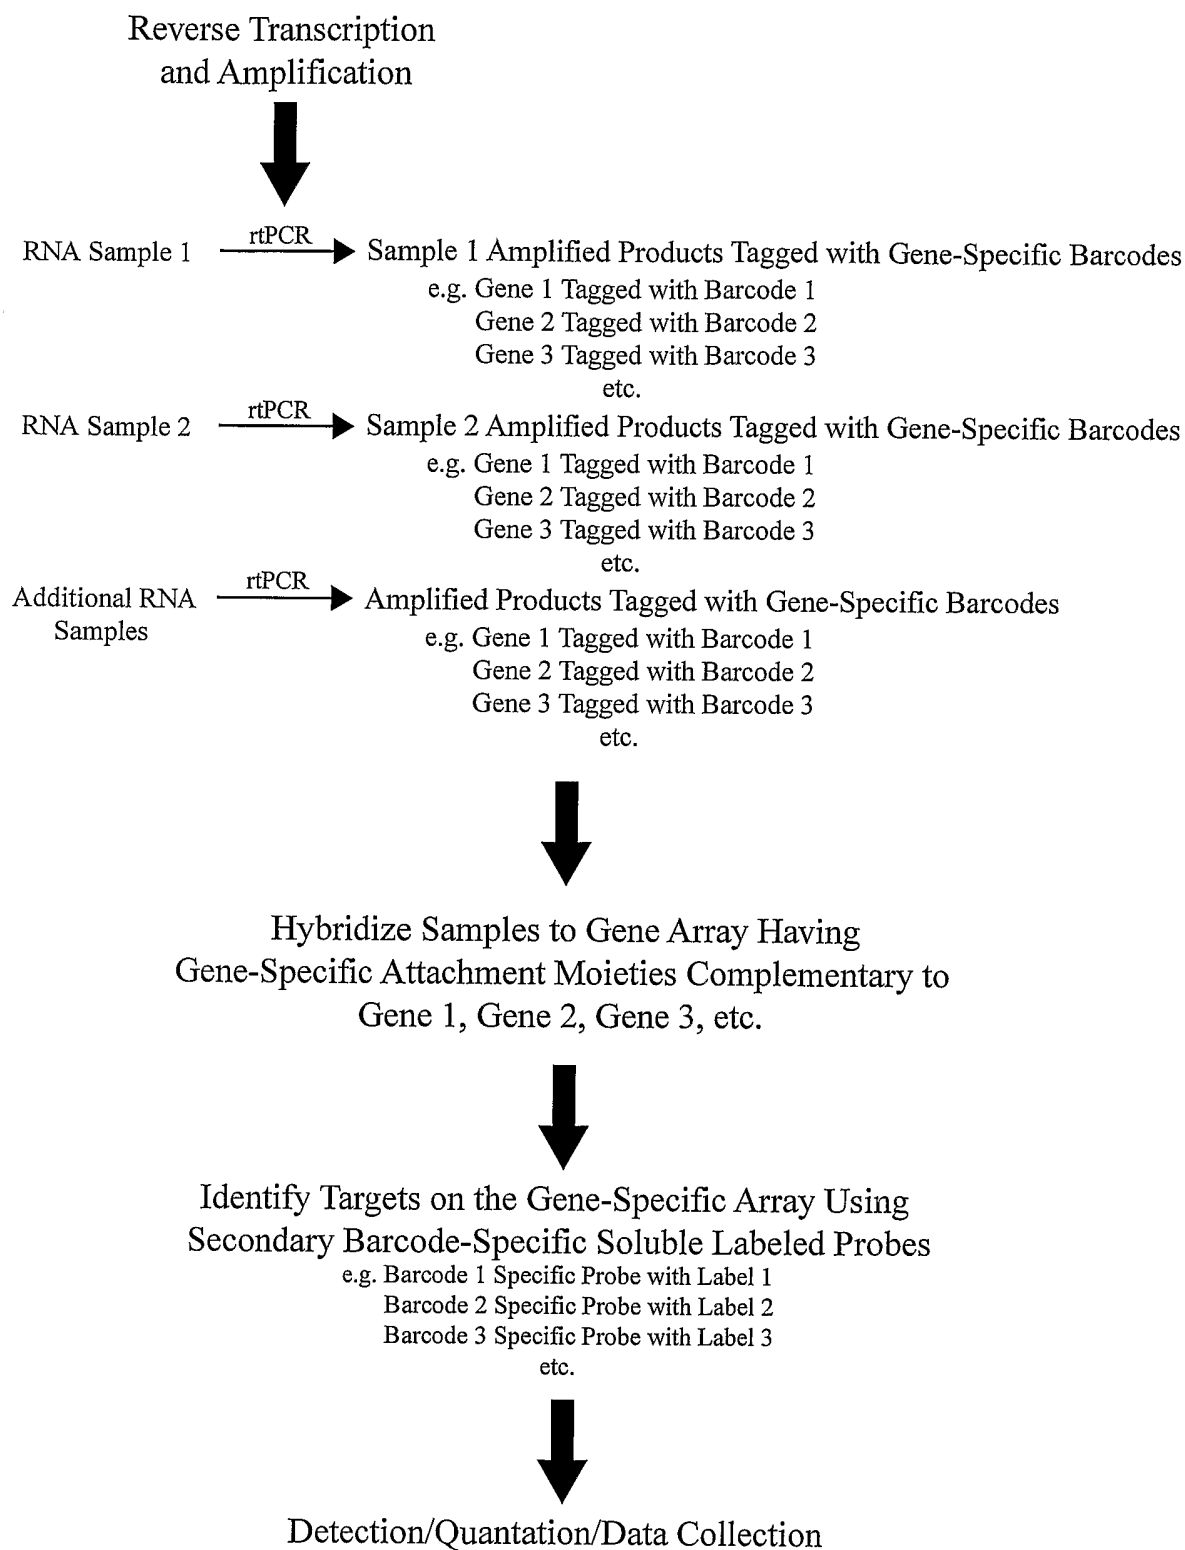 Reverse Transcription
and Amplification
RNA Sample 1
rtPCR
Sample 1 Amplified Products Tagged with Gene-Specific Barcodes
e.g. Gene 1 Tagged with Barcode 1
Gene 2 Tagged with Barcode 2
Gene 3 Tagged with Barcode 3
etc.
RNA Sample 2
rtPCR
Sample 2 Amplified Products Tagged with Gene-Specific Barcodes
e.g. Gene 1 Tagged with Barcode 1
Gene 2 Tagged with Barcode 2
Gene 3 Tagged with Barcode 3
etc.
Additional RNA
Samples
rtPCR
Amplified Products Tagged with Gene-Specific Barcodes
e.g. Gene 1 Tagged with Barcode 1
Gene 2 Tagged with Barcode 2
Gene 3 Tagged with Barcode 3
etc.
Hybridize Samples to Gene Array Having
Gene-Specific Attachment Moieties Complementary to
Gene 1, Gene 2, Gene 3, etc.
Identify Targets on the Gene-Specific Array Using
Secondary Barcode-Specific Soluble Labeled Probes
e.g. Barcode 1 Specific Probe with Label 1
Barcode 2 Specific Probe with Label 2
Barcode 3 Specific Probe with Label 3
etc.
Detection/Quantation/Data Collection